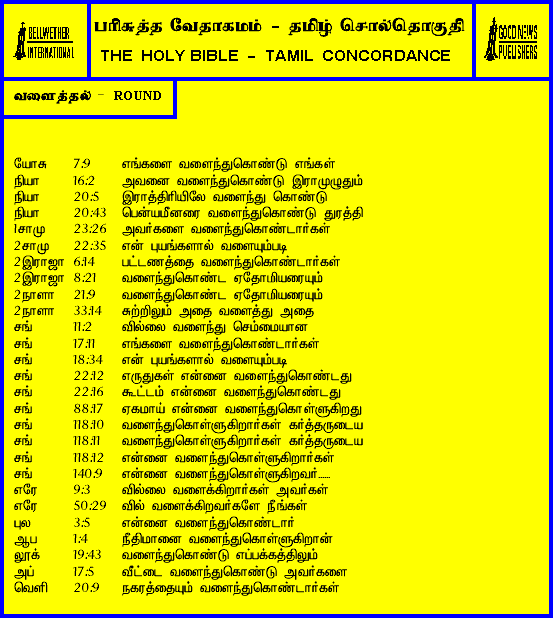 BELLWETHER
INTERNATIONAL
பரிசுத்த வேதாகமம் - தமிழ் சொல்தொகுதி
THE HOLY BIBLE - TAMIL CONCORDANCE
GOOD NEWS
PUBLISHERS
வளைத்தல் - ROUND
யோசு 7:9 எங்களை வளைந்துகொண்டு எங்கள்
நியா 16:2 அவனை வளைந்துகொண்டு இராமுழுதும்
நியா 20:5 இராத்திரியிலே வளைந்து கொண்டு
நியா 20:43 பென்யமீனரை வளைந்துகொண்டு துரத்தி
1சாமு 23:26 அவர்களை வளைந்துகொண்டார்கள்
2சாமு 22:35 என் புயங்களால் வளையும்படி
2இராஜா 6:14 பட்டணத்தை வளைந்துகொண்டார்கள்
2இராஜா 8:21 வளைந்துகொண்ட ஏதோமியரையும்
2நாளா 21:9 வளைந்துகொண்ட ஏதோமியரையும்
2நாளா 33:14 சுற்றிலும் அதை வளைத்து அதை
சங் 11:2 வில்லை வளைந்து செம்மையான
சங் 17:11 எங்களை வளைந்துகொண்டார்கள்
சங் 18:34 என் புயங்களால் வளையும்படி
சங் 22:12 எருதுகள் என்னை வளைந்துகொண்டது
சங் 22:16 கூட்டம் என்னை வளைந்துகொண்டது
சங் 88:17 ஏகமாய் என்னை வளைந்துகொள்ளுகிறது
சங் 118:10 வளைந்துகொள்ளுகிறார்கள் கர்த்தருடைய
சங் 118:11 வளைந்துகொள்ளுகிறார்கள் கர்த்தருடைய
சங் 118:12 என்னை வளைந்துகொள்ளுகிறார்கள்
சங் 140:9 என்னை வளைந்துகொள்ளுகிறவர்......
எரே 9:3 வில்லை வளைக்கிறார்கள் அவர்கள்
எரே 50:29 வில் வளைக்கிறவர்களே நீங்கள்
புல 3:5 என்னை வளைந்துகொண்டார்
ஆப 1:4 நீதிமானை வளைந்துகொள்ளுகிறான்
லூக் 19:43 வளைந்துகொண்டு எப்பக்கத்திலும்
அப் 17:5 வீட்டை வளைந்துகொண்டு அவர்களை
வெளி 20:9 நகரத்தையும் வளைந்துகொண்டார்கள்